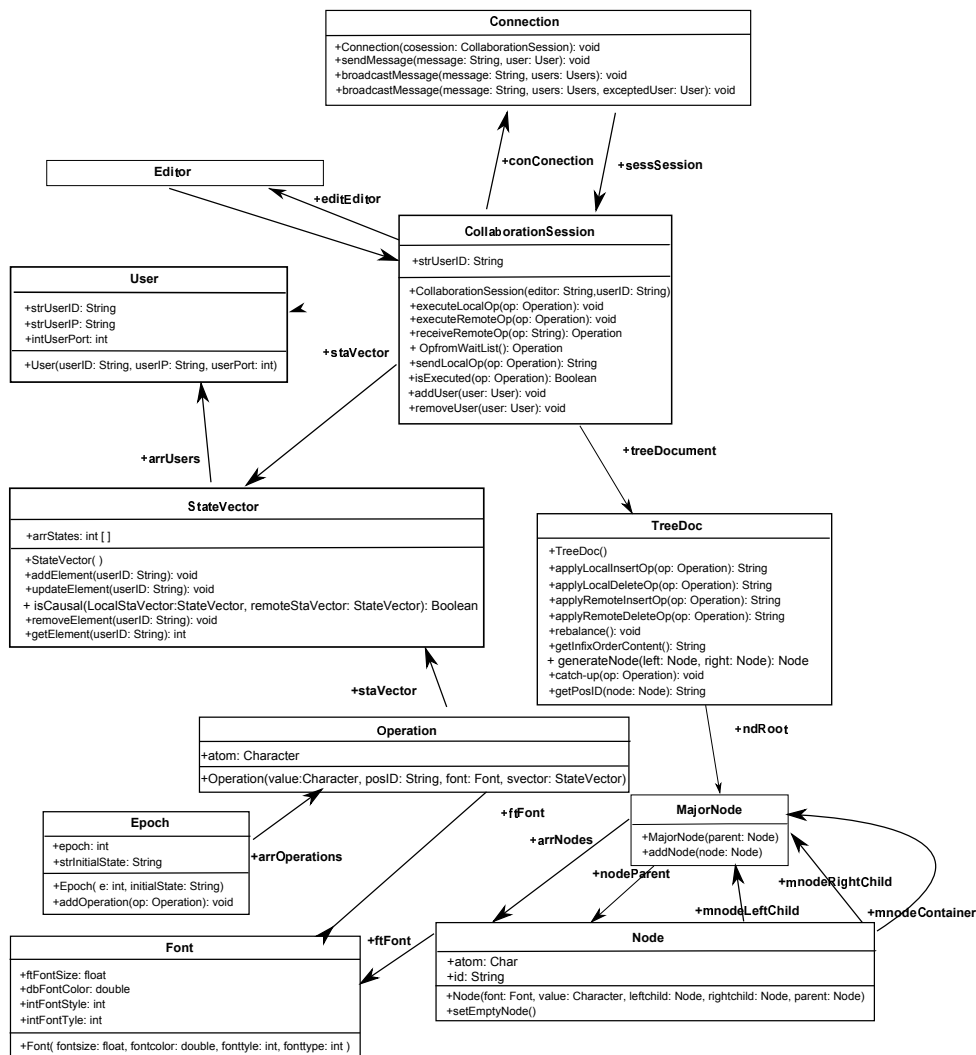 Connection
+Connection(cosession: CollaborationSession): void
+sendMessage(message: String, user: User): void
+broadcastMessage(message: String, users: Users): void
+broadcastMessage(message: String, users: Users, exceptedUser: User): void
+conConection
+sessSession
Editor
+editEditor
CollaborationSession
+strUserID: String
+CollaborationSession(editor: String,userID: String)
+executeLocalOp(op: Operation): void
+executeRemoteOp(op: Operation): void
+receiveRemoteOp(op: String): Operation
+ OpfromWaitList(): Operation
+sendLocalOp(op: Operation): String
+isExecuted(op: Operation): Boolean
+addUser(user: User): void
+removeUser(user: User): void
User
+strUserID: String
+strUserIP: String
+intUserPort: int
+User(userID: String, userIP: String, userPort: int)
+staVector
+arrUsers
+treeDocument
StateVector
+arrStates: int [ ]
+StateVector( )
+addElement(userID: String): void
+updateElement(userID: String): void
+ isCausal(LocalStaVector:StateVector, remoteStaVector: StateVector): Boolean
+removeElement(userID: String): void
+getElement(userID: String): int
TreeDoc
+TreeDoc()
+applyLocalInsertOp(op: Operation): String
+applyLocalDeleteOp(op: Operation): String
+applyRemoteInsertOp(op: Operation): String
+applyRemoteDeleteOp(op: Operation): String
+rebalance(): void
+getInfixOrderContent(): String
+ generateNode(left: Node, right: Node): Node
+catch-up(op: Operation): void
+getPosID(node: Node): String
+staVector
+ndRoot
Operation
+atom: Character
+Operation(value:Character, posID: String, font: Font, svector: StateVector)
Epoch
+epoch: int
+strInitialState: String
+Epoch( e: int, initialState: String)
+addOperation(op: Operation): void
+arrOperations
+ftFont
MajorNode
+MajorNode(parent: Node)
+addNode(node: Node)
+arrNodes
+nodeParent
+mnodeRightChild
+mnodeLeftChild
+mnodeContainer
+ftFont
Font
+ftFontSize: float
+dbFontColor: double
+intFontStyle: int
+intFontTyle: int
+Font( fontsize: float, fontcolor: double, fonttyle: int, fonttype: int )
Node
+atom: Char
+id: String
+Node(font: Font, value: Character, leftchild: Node, rightchild: Node, parent: Node)
+setEmptyNode()